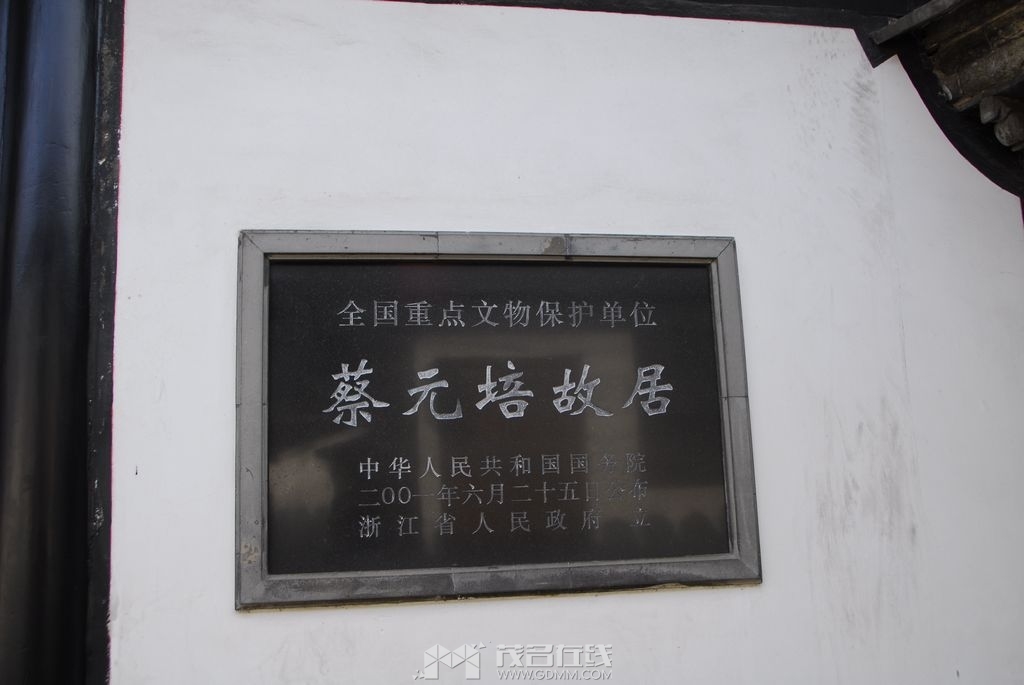 全国重点文物保护单位
蔡元培故居
中华人民共和国国务院
二〇〇一年六月二十五日公布
浙江省人民政府 立
茂名在线
WWW.GDMM.COM